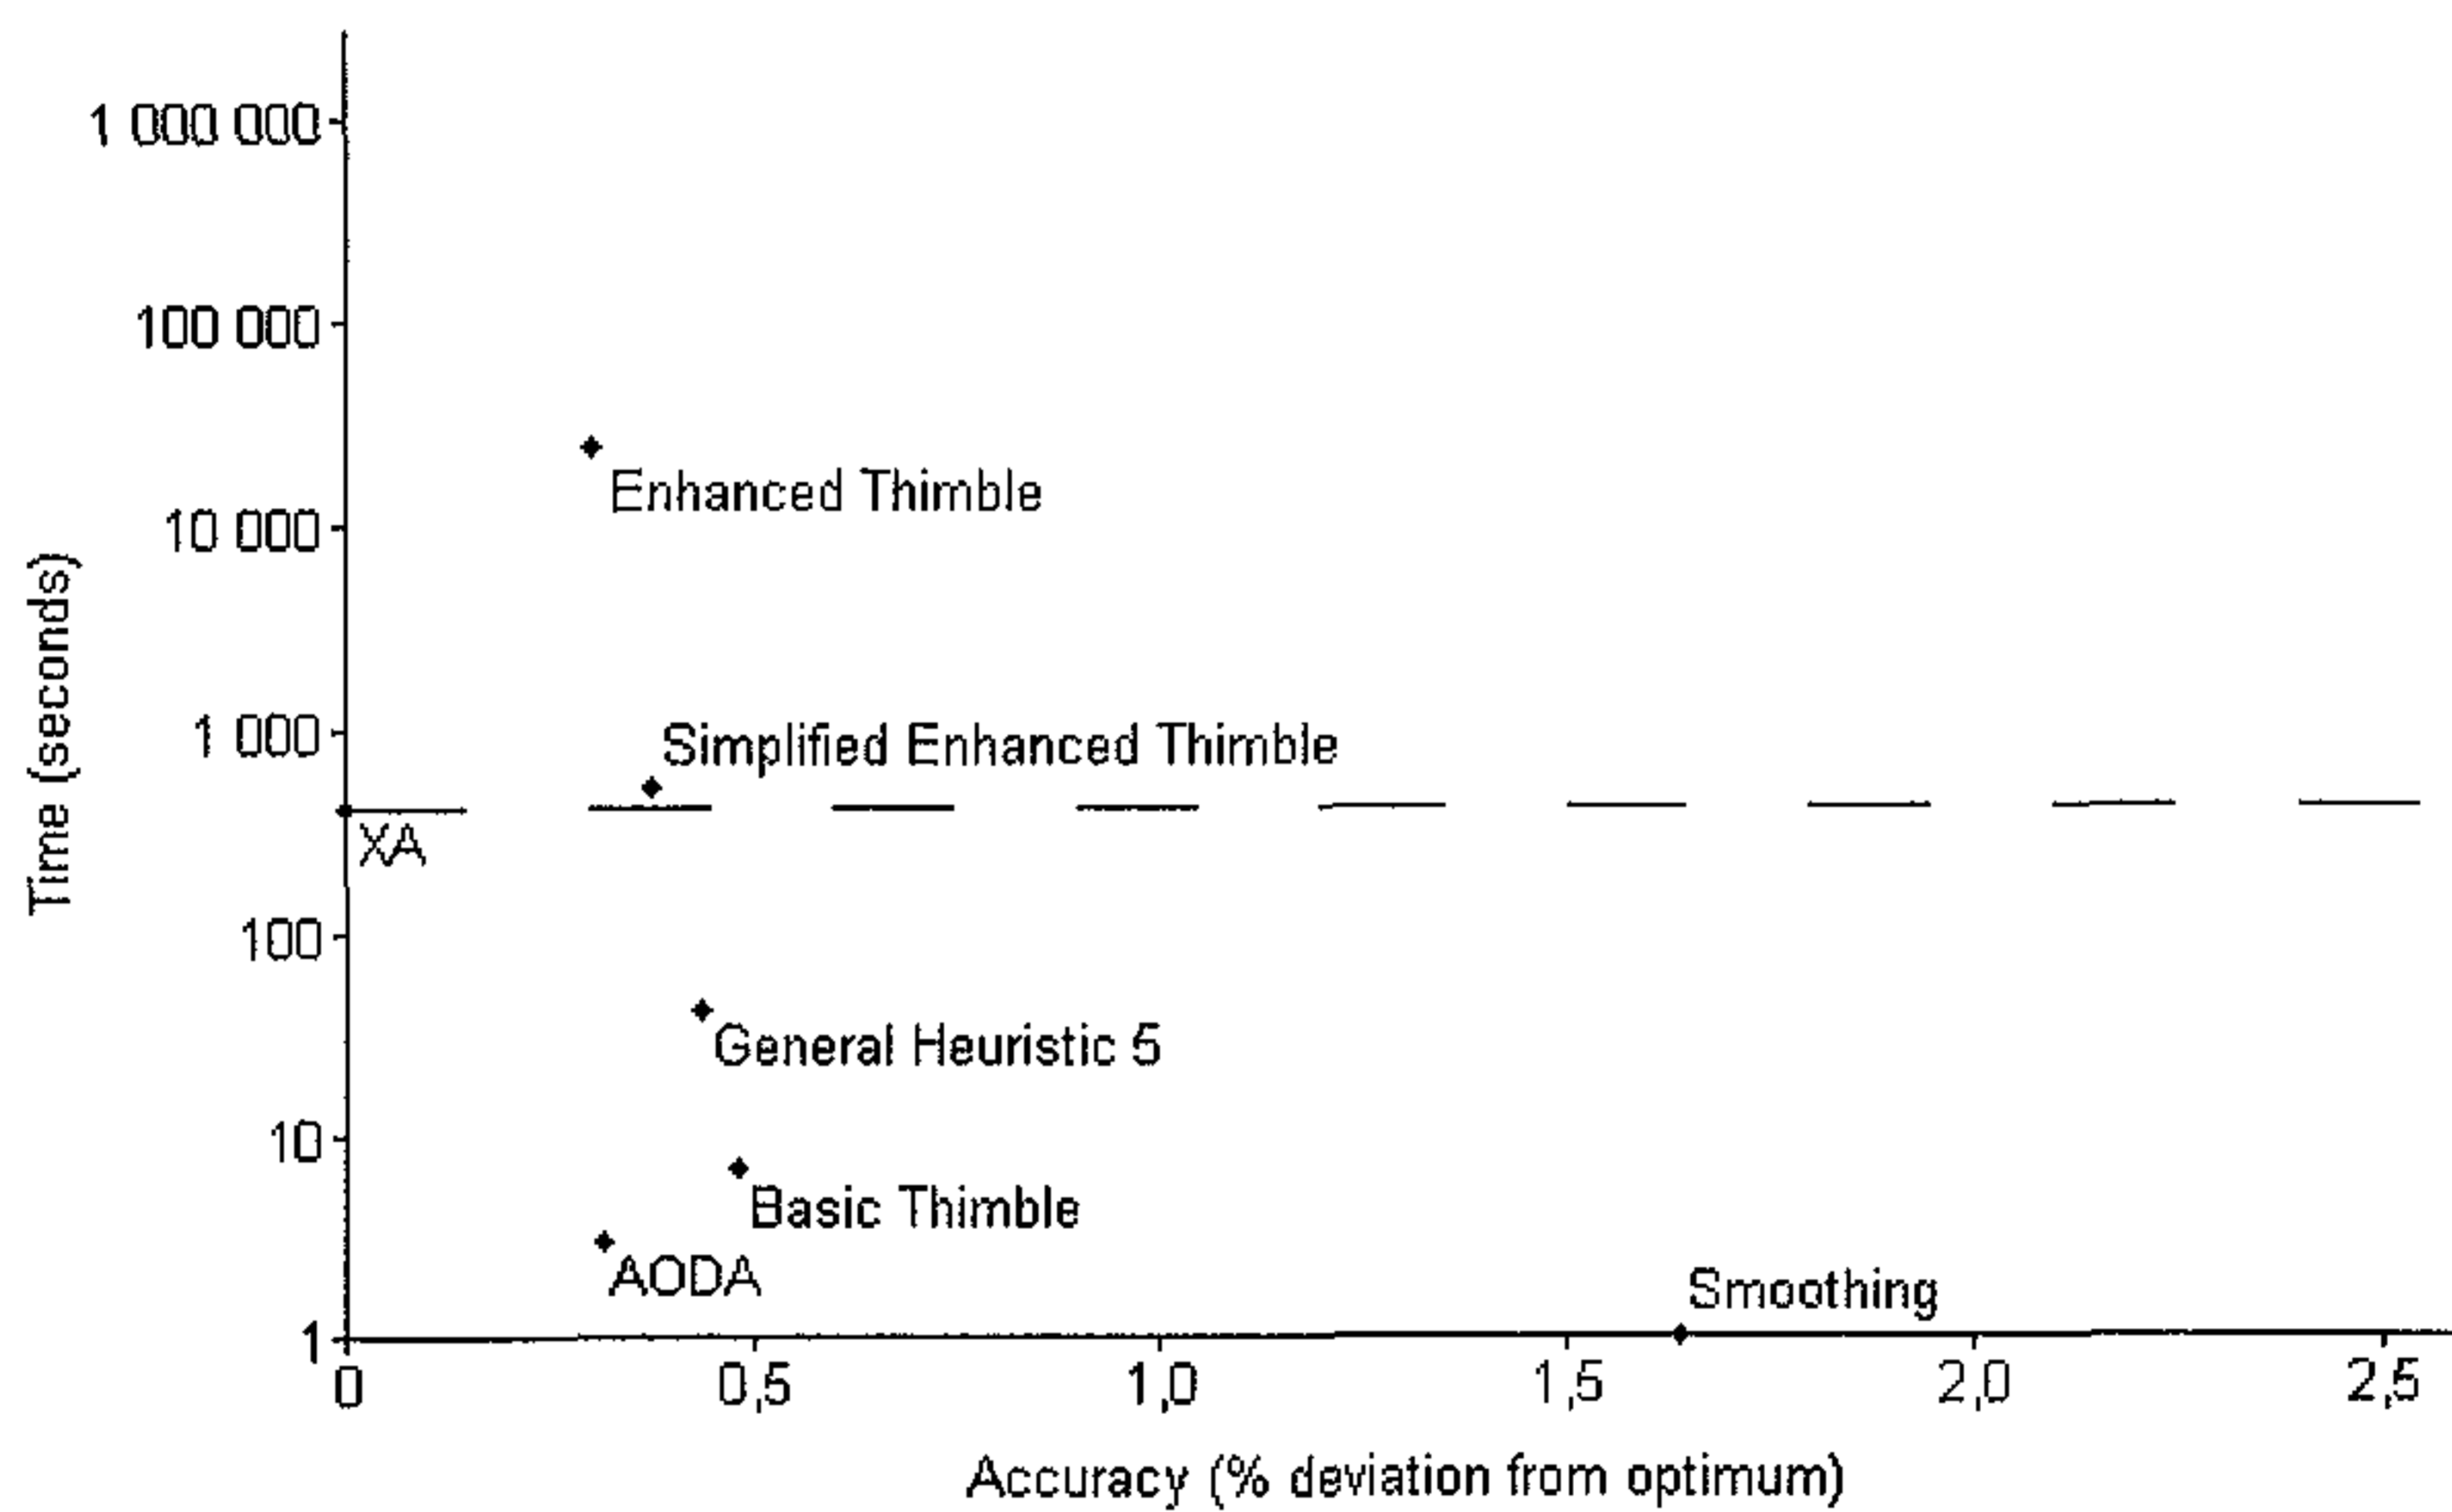 1 000 000
100 000
Enhanced Thimble
10 000
Time (seconds)
Simplified Enhanced Thimble
1 000
XA
100
General Heuristic 5
10
Basic Thimble
AODA
Smoothing
1
0 0,5 1,0 1,5 2,0 2,5
Accuracy (% deviation from optimum)